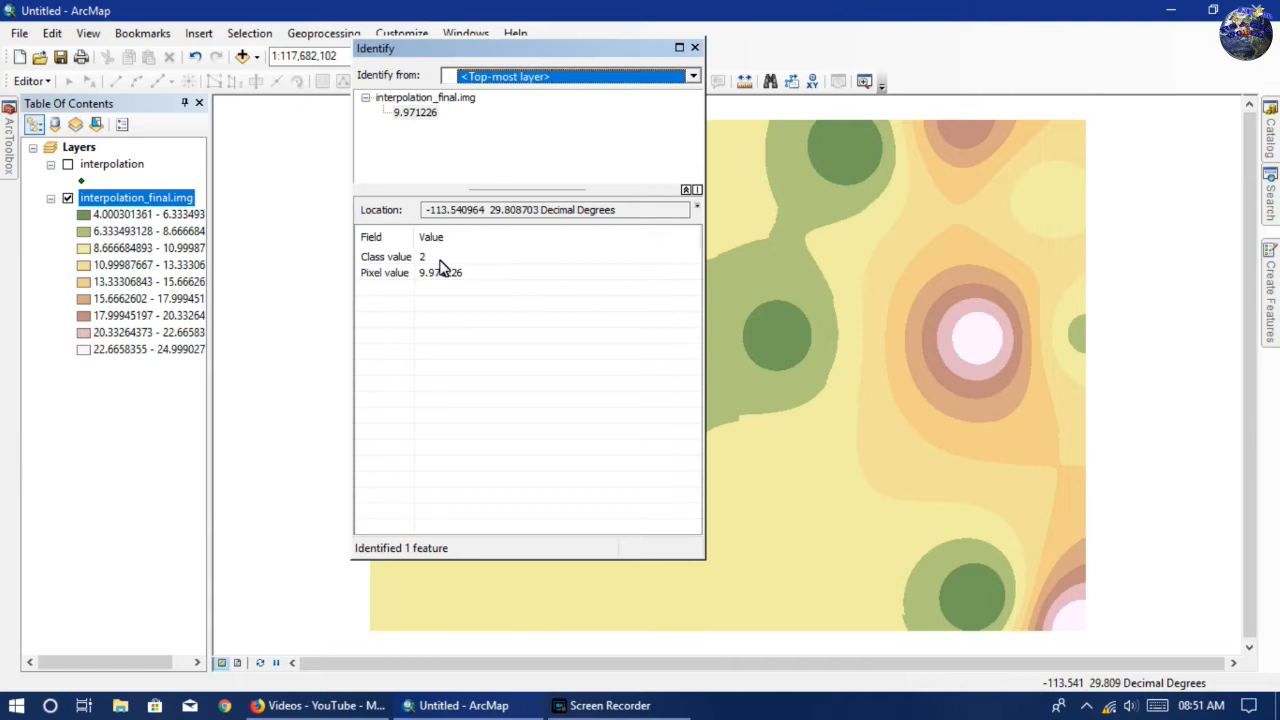 Untitled - ArcMap
File Edit View Bookmarks Insert Selection Geoprocessing Customize Windows Help
1:117,682,102
Editor
Table Of Contents
Layers
interpolation
interpolation_final.img
4.000301361 - 6.333493
6.333493128 - 8.666684
8.666684893 - 10.99987
10.99987667 - 13.33306
13.33306845 - 15.66626
15.6662602 - 17.999451
17.99945197 - 20.33264
20.33264373 - 22.66583
22.6658355 - 24.999027
ArcToolbox
Identify
Identify from: <Top-most layer>
interpolation_final.img
9.971226
Location: -113.540964 29.808703 Decimal Degrees
Field Value
Class value 2
Pixel value
Identified 1 feature
Catalog
Search
Create Features
-113.541 29.809 Decimal Degrees
Videos - YouTube - M...
Untitled - ArcMap
Screen Recorder
08:51 AM